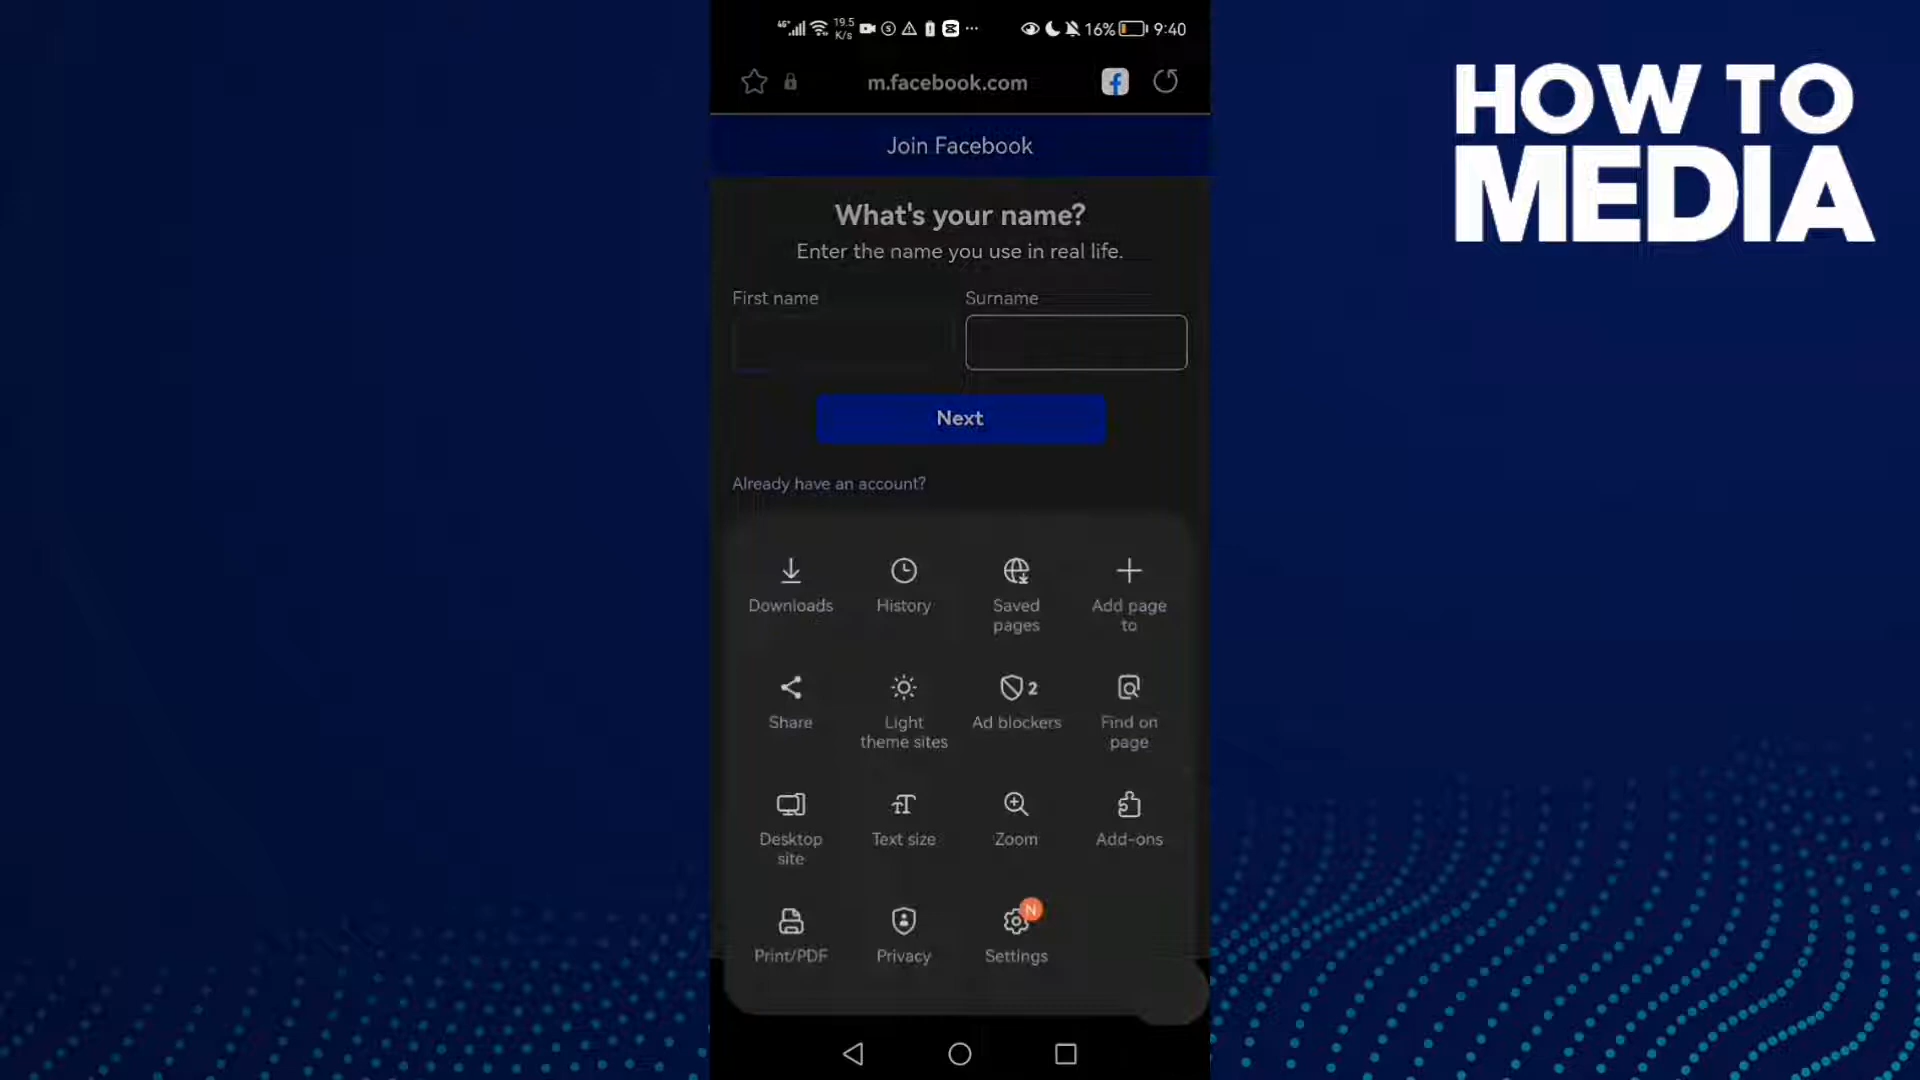 4G+
19.5
K/s
16%
9:40
m.facebook.com
Join Facebook
What's your name?
Enter the name you use in real life.
First name
Surname
Next
Already have an account?
Downloads
History
Saved
pages
Add page
to
Share
Light
theme sites
2
Ad blockers
Find on
page
Desktop
site
Text size
Zoom
Add-ons
N
Print/PDF
Privacy
Settings
HOW TO
MEDIA